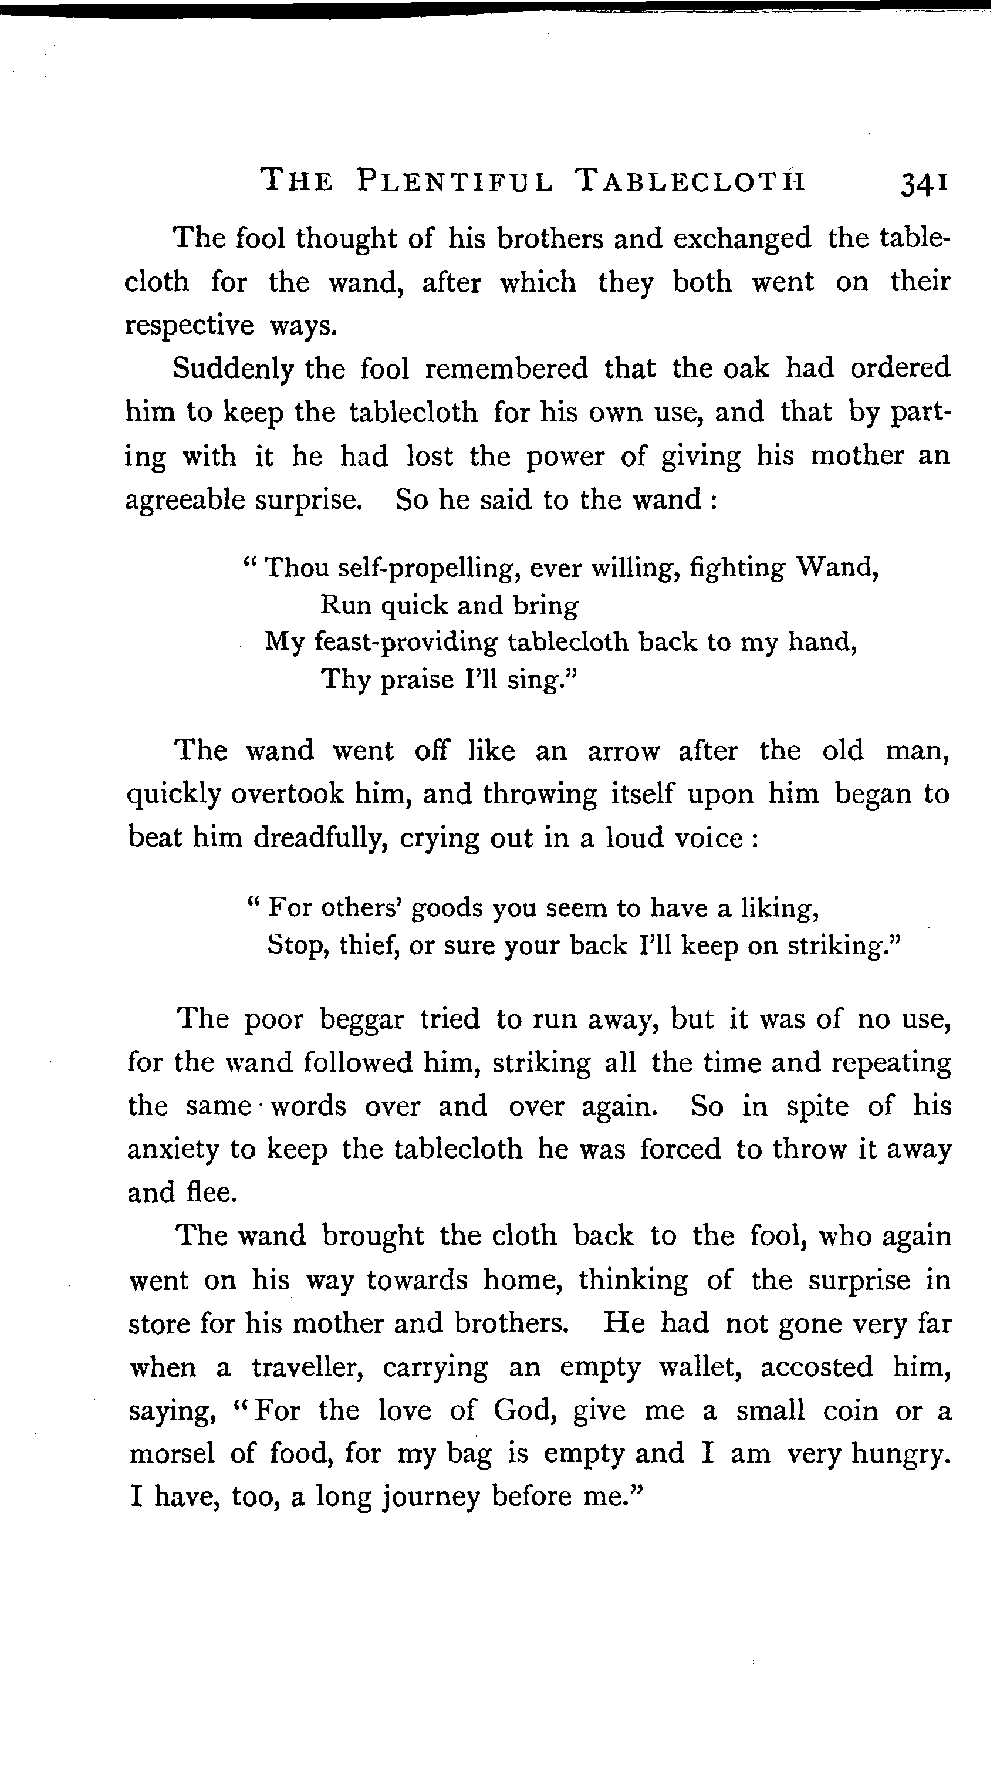 THE PLENTIFUL TABLECLOTH 341
The fool thought of his brothers and exchanged the table-
cloth for the wand, after which they both went on their
respective ways.
Suddenly the fool remembered that the oak had ordered
him to keep the tablecloth for his own use, and that by part-
ing with it he had lost the power of giving his mother an
agreeable surprise. So he said to the wand :
“ Thou self-propelling, ever willing, fighting Wand,
Run quick and bring
My feast-providing tablecloth back to my hand,
Thy praise I’ll sing.”
The wand went off like an arrow after the old man,
quickly overtook him, and throwing itself upon him began to
beat him dreadfully, crying out in a loud voice :
“ For others’ goods you seem to have a liking,
Stop, thief, or sure your back I’ll keep on striking.”
The poor beggar tried to run away, but it was of no use,
for the wand followed him, striking all the time and repeating
the same words over and over again. So in spite of his
anxiety to keep the tablecloth he was forced to throw it away
and flee.
The wand brought the cloth back to the fool, who again
went on his way towards home, thinking of the surprise in
store for his mother and brothers. He had not gone very far
when a traveller, carrying an empty wallet, accosted him,
saying, “ For the love of God, give me a small coin or a
morsel of food, for my bag is empty and I am very hungry.
I have, too, a long journey before me.”